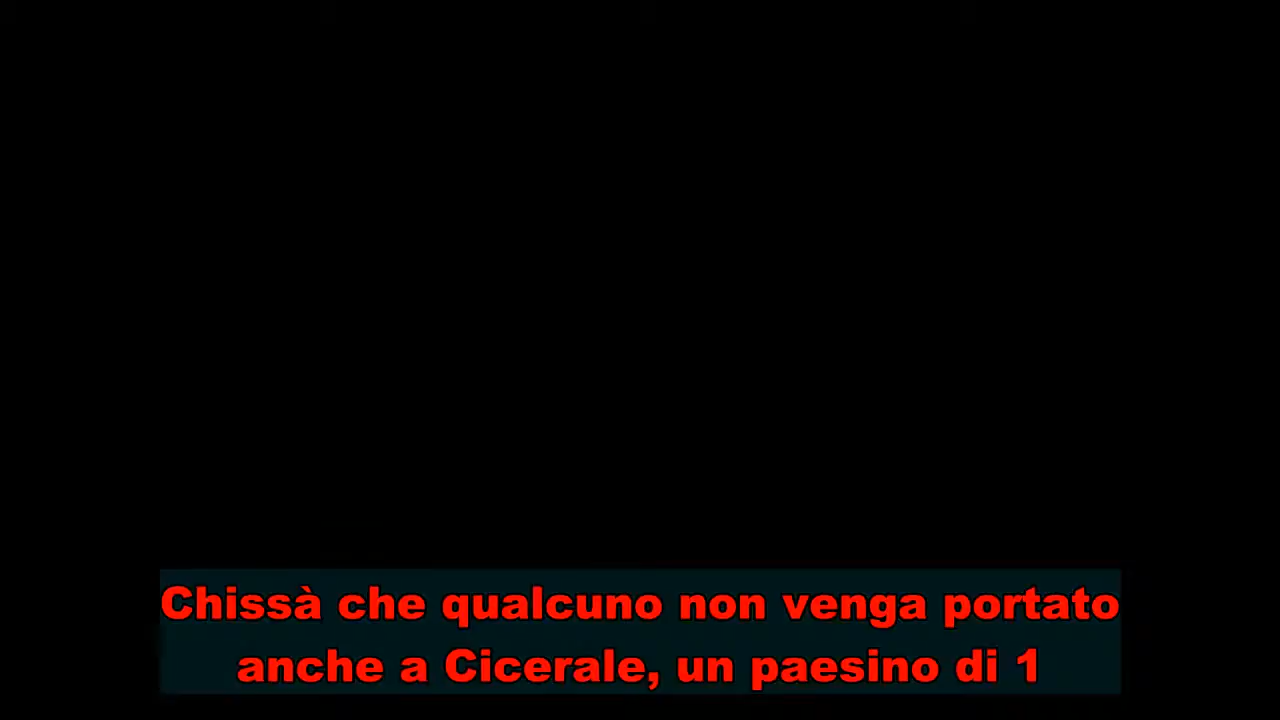 Chissà che qualcuno non venga portato
anche a Cicerale, un paesino di 1